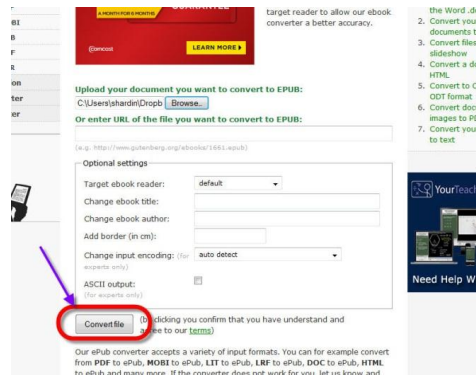 A MONTH FOR 6 MONTHS
LEARN MORE
comcast
target reader to allow our ebook
converter a better accuracy.
BI
B
F
R
on
ter
er
Upload your document you want to convert to EPUB:
C:\Users\shardin\Dropb Browse..
Or enter URL of the file you want to convert to EPUB:
(e.g. http://www.gutenberg.org/ebooks/1661.epub)
Optional settings
Target ebook reader: default
Change ebook title:
Change ebook author:
Add border (in cm):
Change input encoding: (for auto detect
experts only)
ASCII output:
(for experts only)
Convert file (by clicking you confirm that you have understand and
agree to our terms)
Our ePub converter accepts a variety of input formats. You can for example convert
from PDF to ePub, MOBI to ePub, LIT to ePub, LRF to ePub, DOC to ePub, HTML
to ePub and many more. If the converter does not work for you, let us know and
the Word .do
2. Convert you
documents t
3. Convert files
slideshow
4. Convert a do
HTML
5. Convert to O
ODT format
6. Convert doc
images to PD
7. Convert you
to text
YourTeach
Need Help W